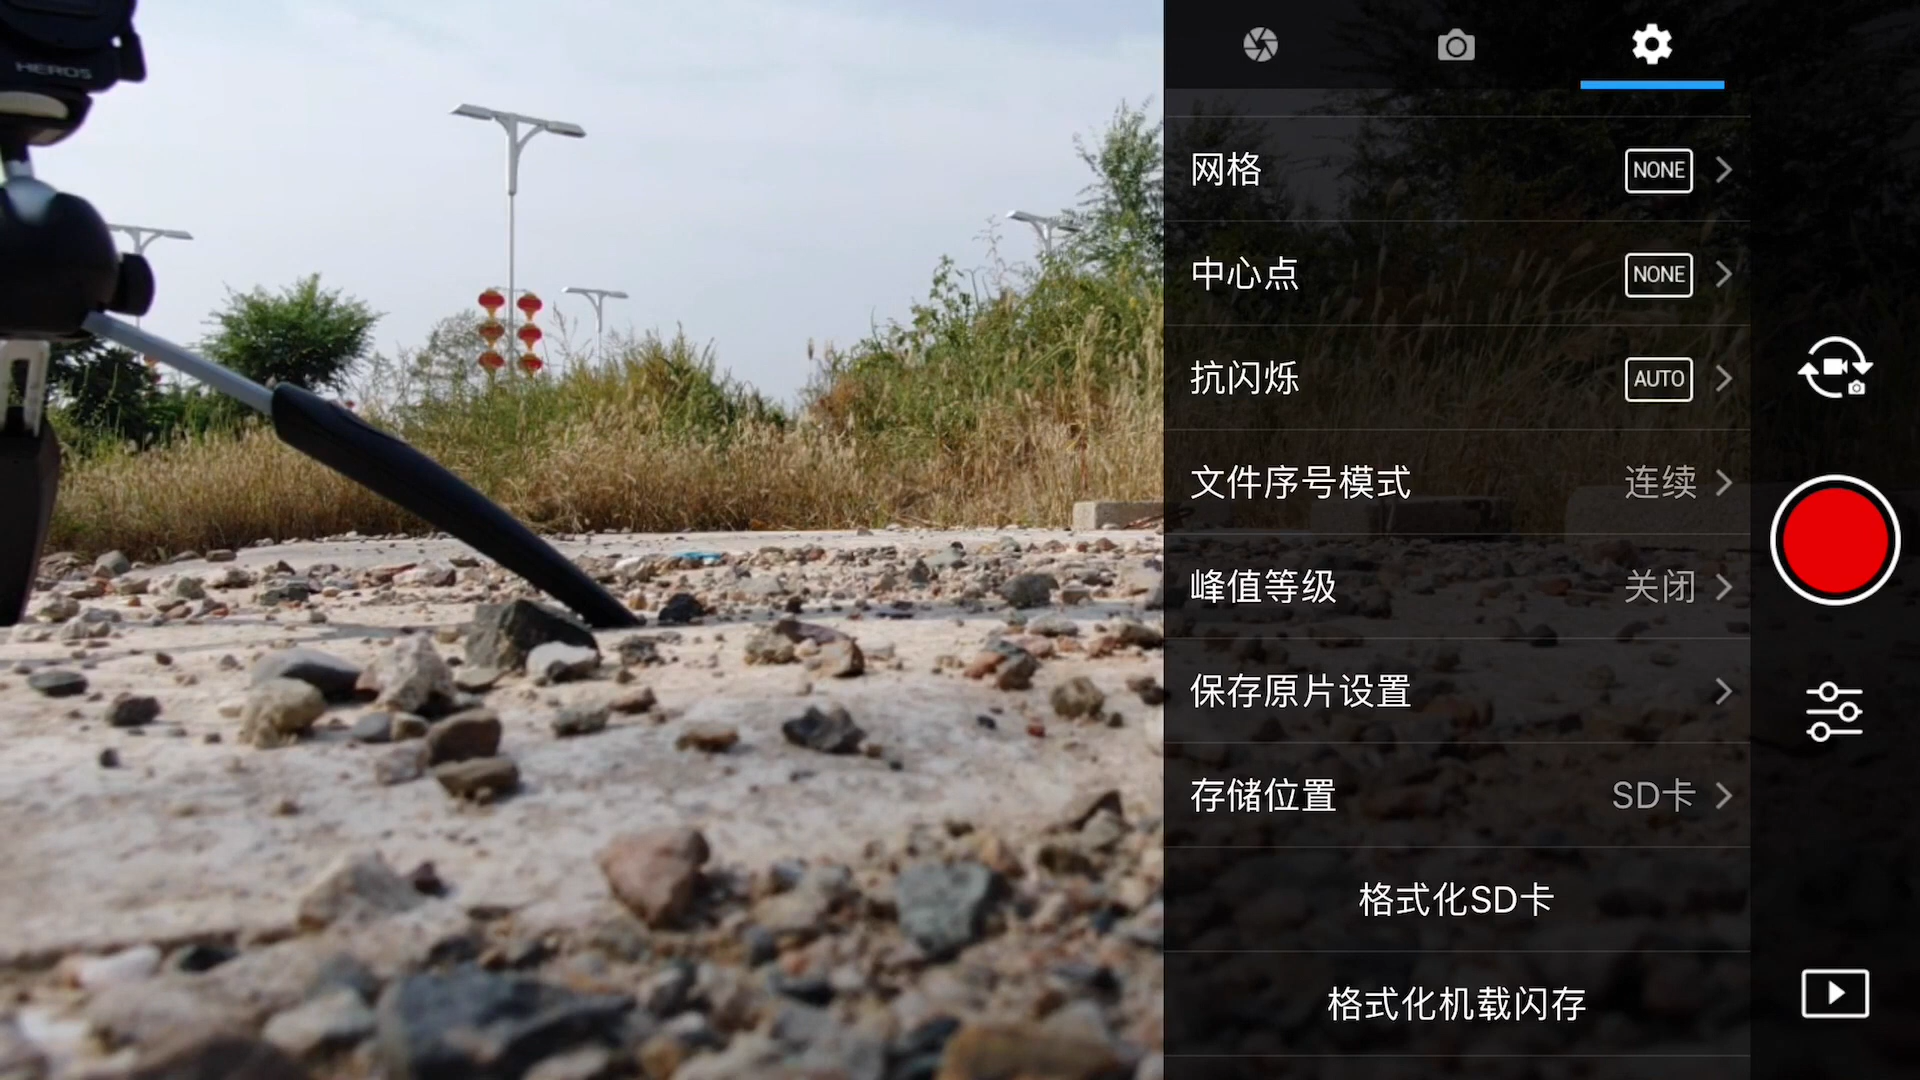 HEROS
网格
NONE
中心点
NONE
抗闪烁
AUTO
文件序号模式
连续
峰值等级
关闭
保存原片设置
存储位置
SD卡
格式化SD卡
格式化机载闪存